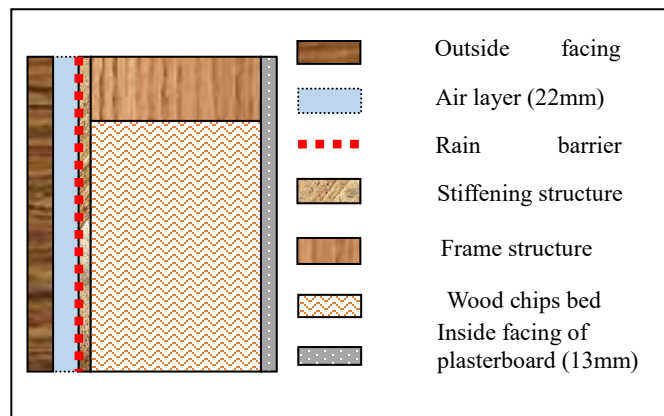 Outside facing
Air layer (22mm)
Rain barrier
Stiffening structure
Frame structure
Wood chips bed
Inside facing of
plasterboard (13mm)